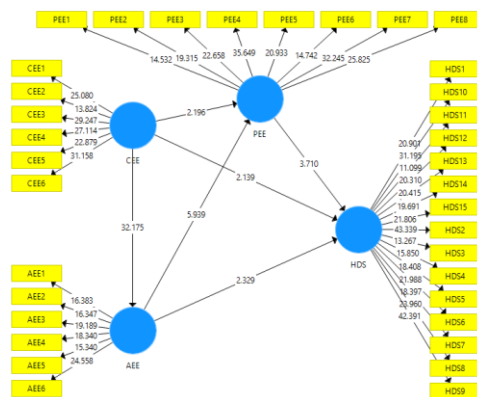 PEE1 PEE2 PEE3 PEE4 PEE5 PEE6 PEE7 PEE8
14.532 19.315 22.658 35.649 20.933 14.742 32.245 25.825
CEE1
CEE2
CEE3
CEE4
CEE5
CEE6
25.080
13.824
29.247
27.114
22.879
31.158
CEE
2.196
PEE
3.710
2.139
32.175
5.939
2.329
HDS
HDS1
HDS10
HDS11
HDS12
HDS13
HDS14
HDS15
HDS2
HDS3
HDS4
HDS5
HDS6
HDS7
HDS8
HDS9
20.901
31.195
11.099
20.310
20.415
19.691
21.806
43.339
13.267
15.850
18.408
21.988
18.397
23.960
42.391
AEE1
AEE2
AEE3
AEE4
AEE5
AEE6
16.383
16.347
19.189
18.340
15.340
24.558
AEE